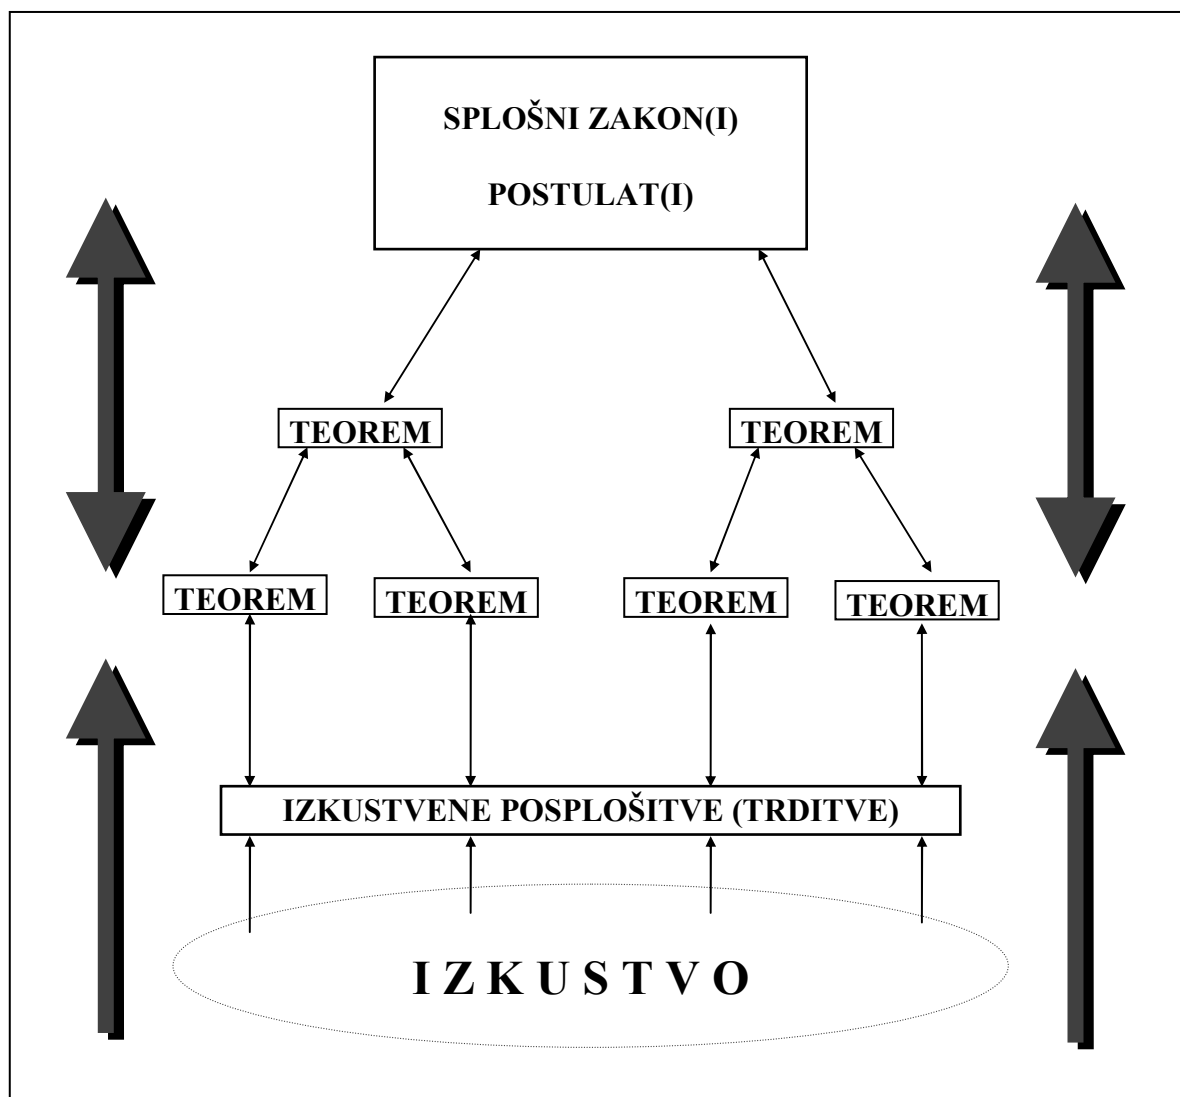 SPLOŠNI ZAKON(I)
POSTULAT(I)
TEOREM
TEOREM
TEOREM
TEOREM
TEOREM
TEOREM
IZKUSTVENE POSPLOŠITVE (TRDITVE)
I Z K U S T V O